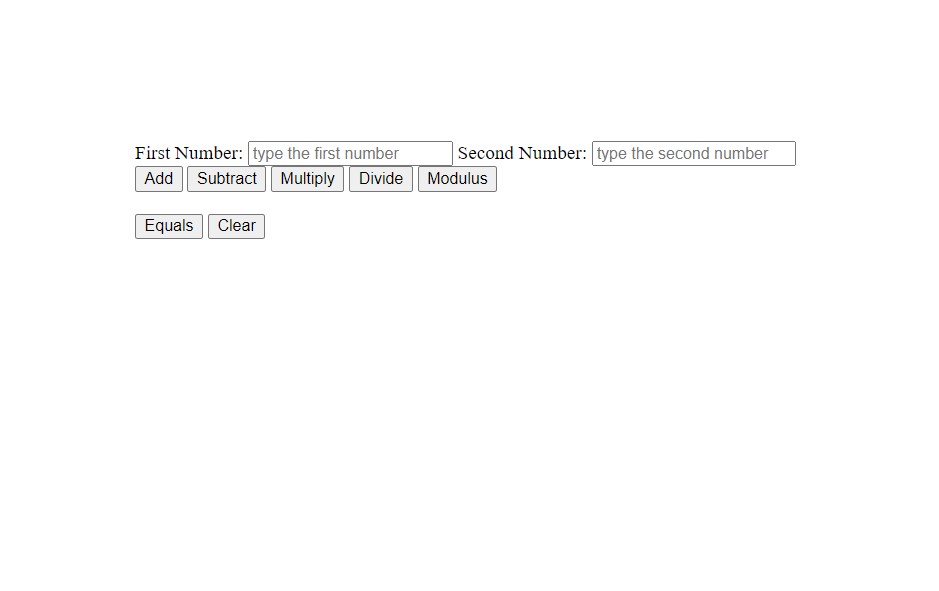 First Number: type the first number Second Number: type the second number
Add Subtract Multiply Divide Modulus
Equals Clear